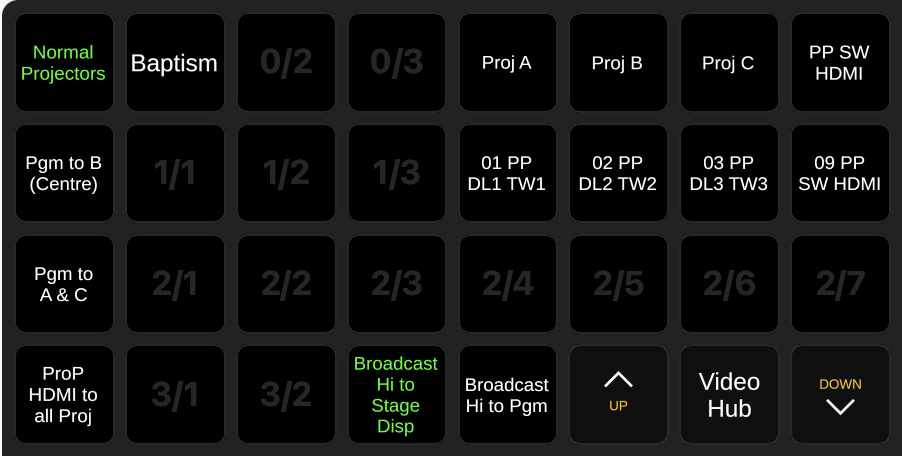 Normal
Projectors
Baptism
0/2
0/3
Proj A
Proj B
Proj C
PP SW
HDMI
Pgm to B
(Centre)
1/1
1/2
1/3
01 PP
DL1 TW1
02 PP
DL2 TW2
03 PP
DL3 TW3
09 PP
SW HDMI
Pgm to
A & C
2/1
2/2
2/3
2/4
2/5
2/6
2/7
ProP
HDMI to
all Proj
3/1
3/2
Broadcast
Hi to
Stage
Disp
Broadcast
Hi to Pgm
UP
Video
Hub
DOWN